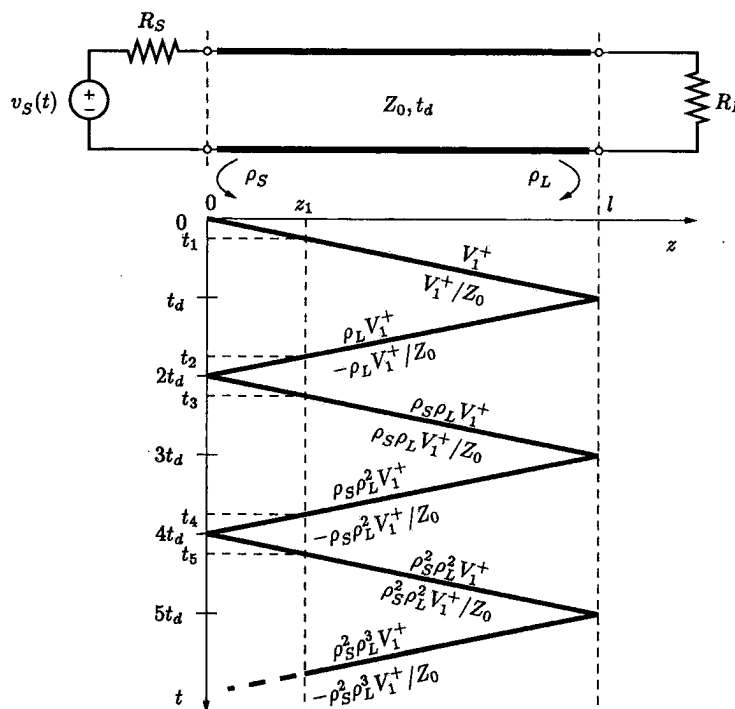 R_S
v_S(t)
+
−
Z_0, t_d
ρ_S
ρ_L
0
z_1
l
z
0
t_1
V_1^+
V_1^+/Z_0
t_d
ρ_L V_1^+
t_2
−ρ_L V_1^+/Z_0
2t_d
t_3
ρ_S ρ_L V_1^+
ρ_S ρ_L V_1^+/Z_0
3t_d
ρ_S ρ_L^2 V_1^+
t_4
−ρ_S ρ_L^2 V_1^+/Z_0
4t_d
t_5
ρ_S^2 ρ_L^2 V_1^+
ρ_S^2 ρ_L^2 V_1^+/Z_0
5t_d
ρ_S^2 ρ_L^3 V_1^+
−ρ_S^2 ρ_L^3 V_1^+/Z_0
t